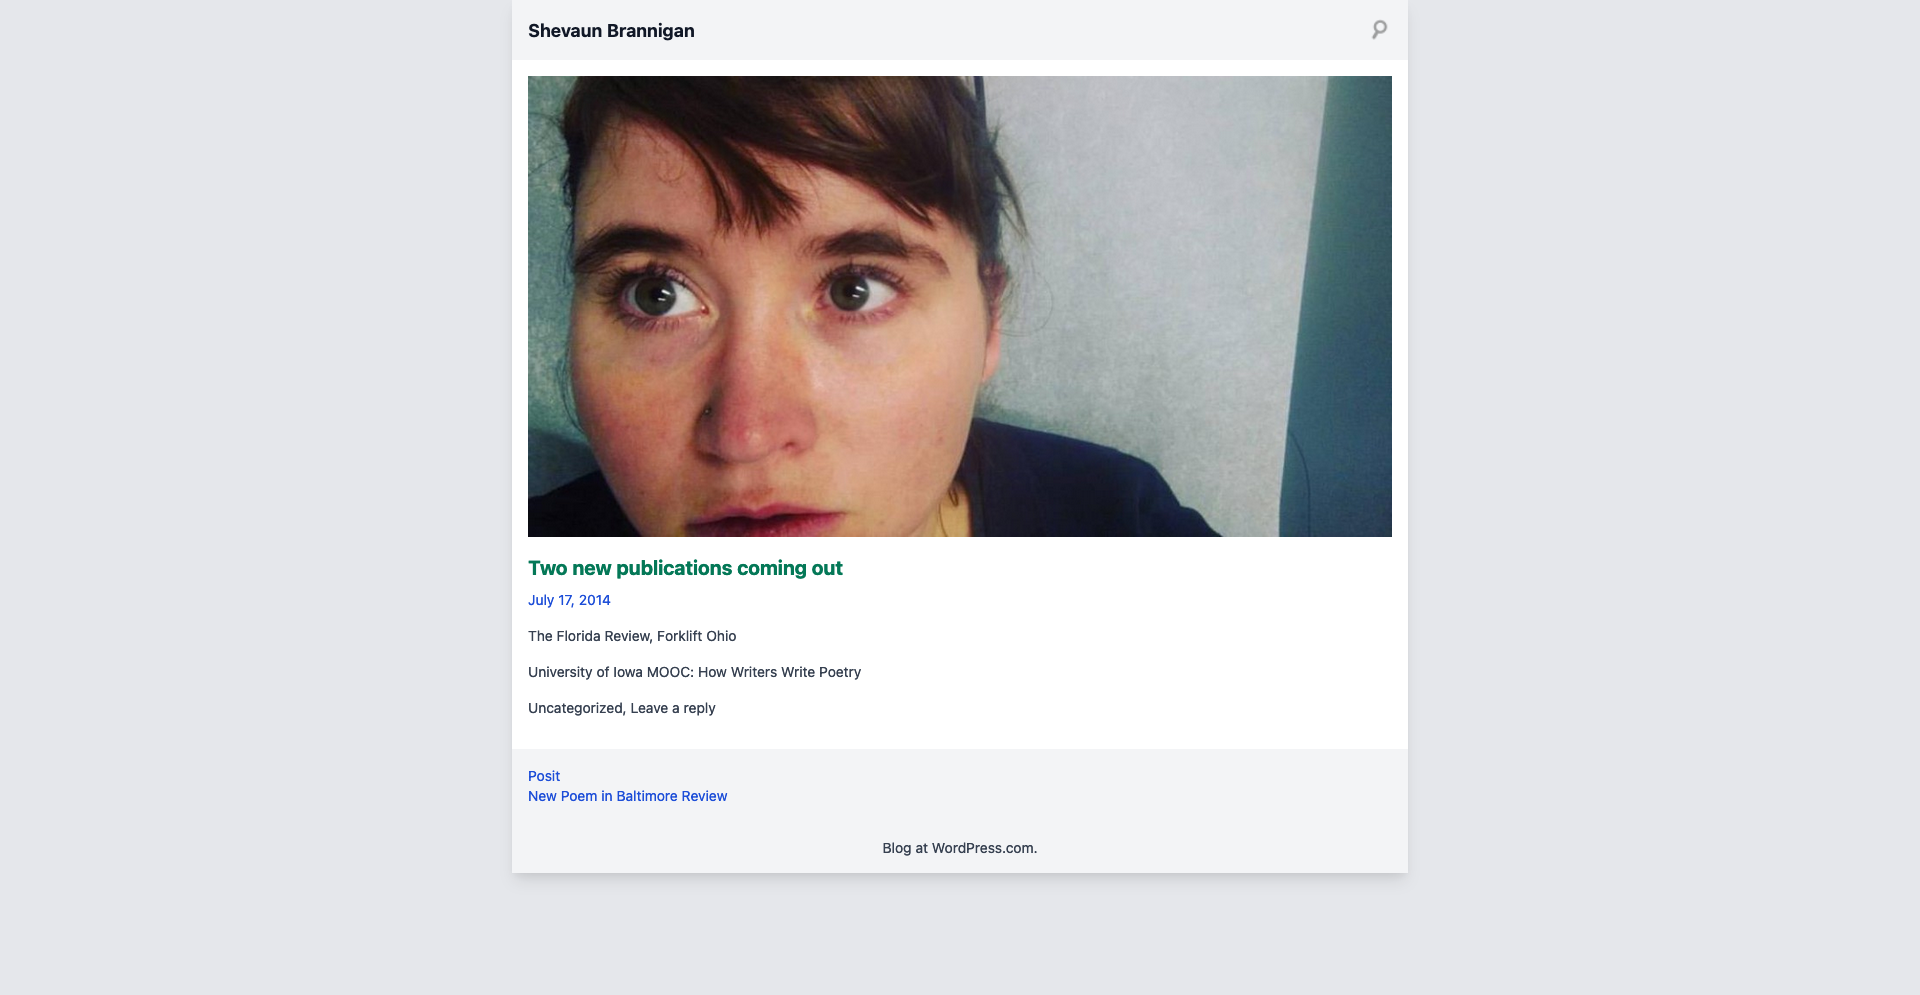 Shevaun Brannigan
Two new publications coming out
July 17, 2014
The Florida Review, Forklift Ohio
University of Iowa MOOC: How Writers Write Poetry
Uncategorized, Leave a reply
Posit
New Poem in Baltimore Review
Blog at WordPress.com.